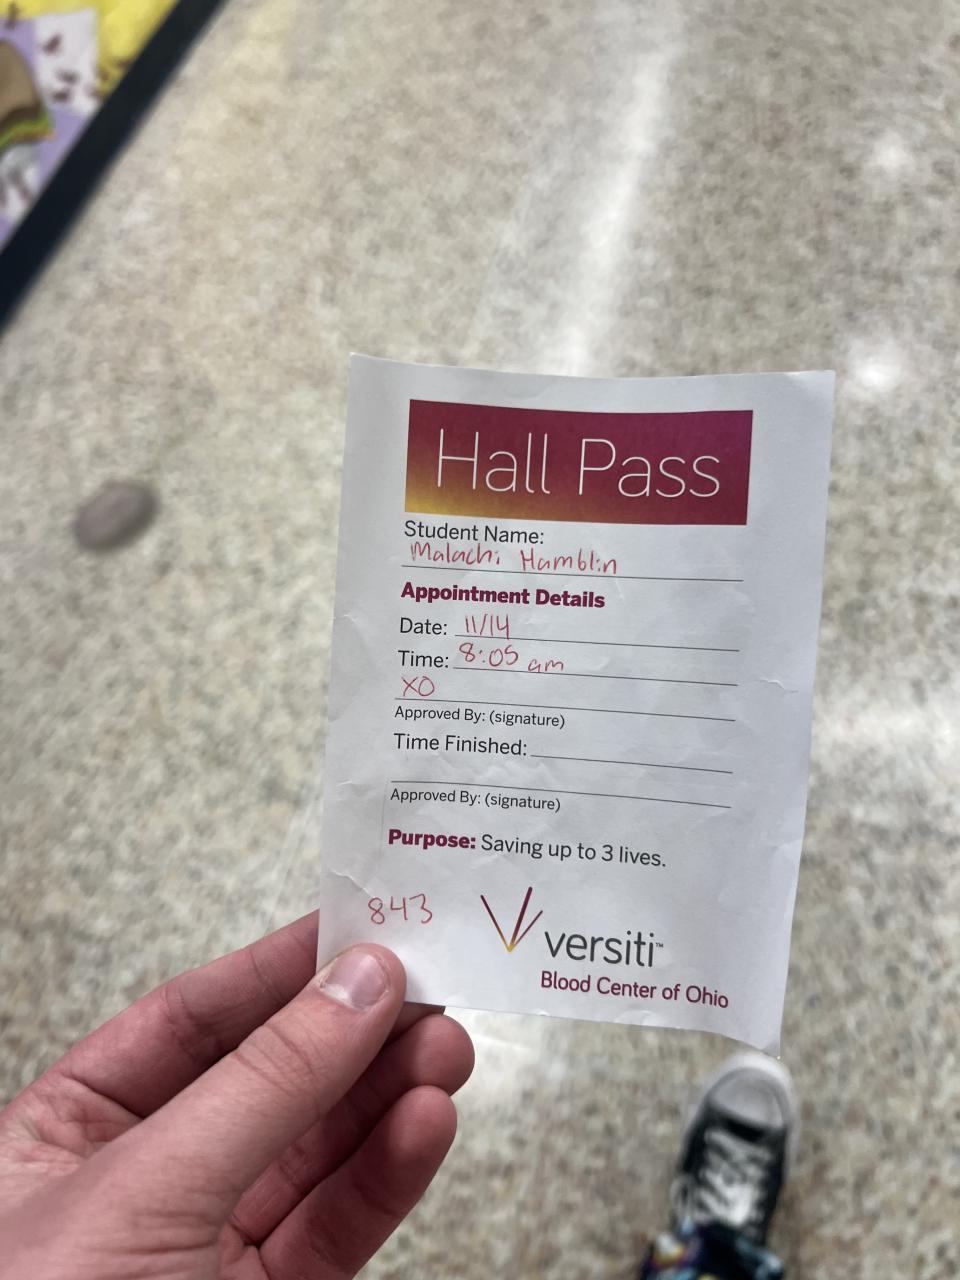 Hall Pass
Student Name:
Malachi Hamblin
Appointment Details
Date: 11/14
Time: 8:05 am
XO
Approved By: (signature)
Time Finished:
Approved By: (signature)
Purpose: Saving up to 3 lives.
843
versiti™
Blood Center of Ohio